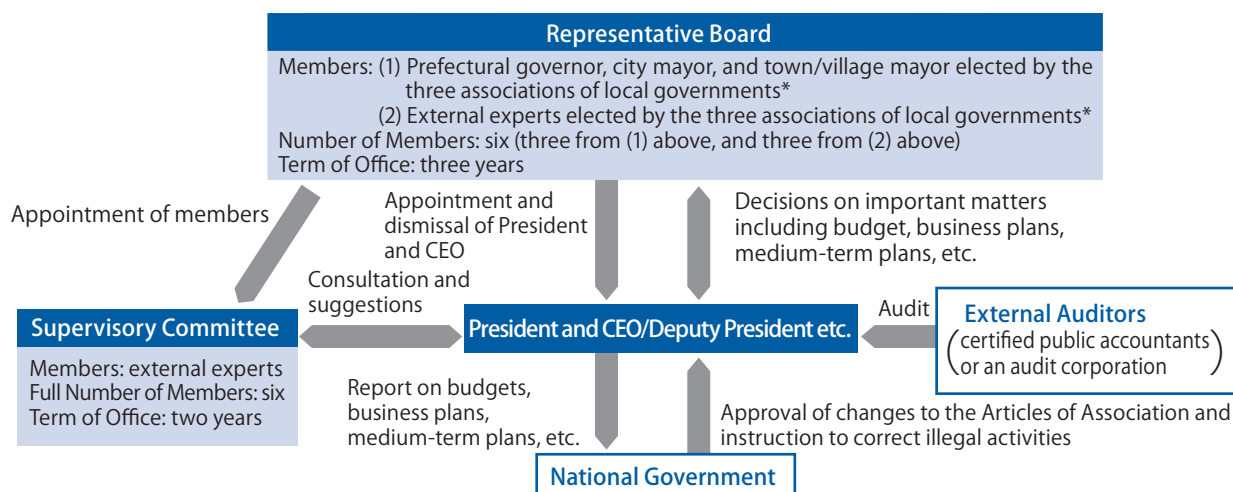 Representative Board
Members: (1) Prefectural governor, city mayor, and town/village mayor elected by the
three associations of local governments*
(2) External experts elected by the three associations of local governments*
Number of Members: six (three from (1) above, and three from (2) above)
Term of Office: three years
Appointment of members
Appointment and
dismissal of President
and CEO
Decisions on important matters
including budget, business plans,
medium-term plans, etc.
Consultation and
suggestions
Supervisory Committee
Members: external experts
Full Number of Members: six
Term of Office: two years
President and CEO/Deputy President etc.
Audit
External Auditors
(certified public accountants
or an audit corporation)
Report on budgets,
business plans,
medium-term plans, etc.
Approval of changes to the Articles of Association and
instruction to correct illegal activities
National Government